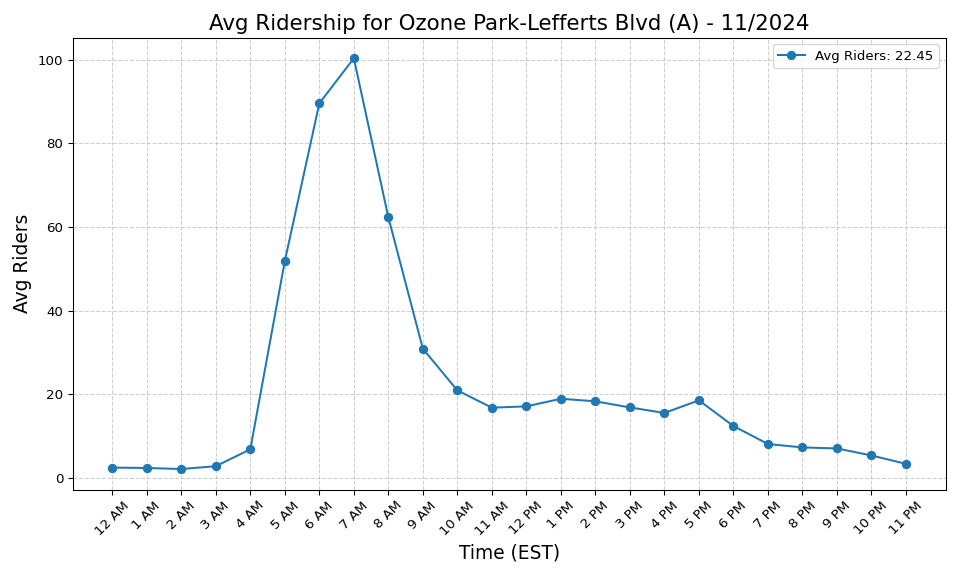 Avg Ridership for Ozone Park-Lefferts Blvd (A) - 11/2024
Avg Riders: 22.45
100
80
60
40
20
0
Avg Riders
12 AM
1 AM
2 AM
3 AM
4 AM
5 AM
6 AM
7 AM
8 AM
9 AM
10 AM
11 AM
12 PM
1 PM
2 PM
3 PM
4 PM
5 PM
6 PM
7 PM
8 PM
9 PM
10 PM
11 PM
Time (EST)